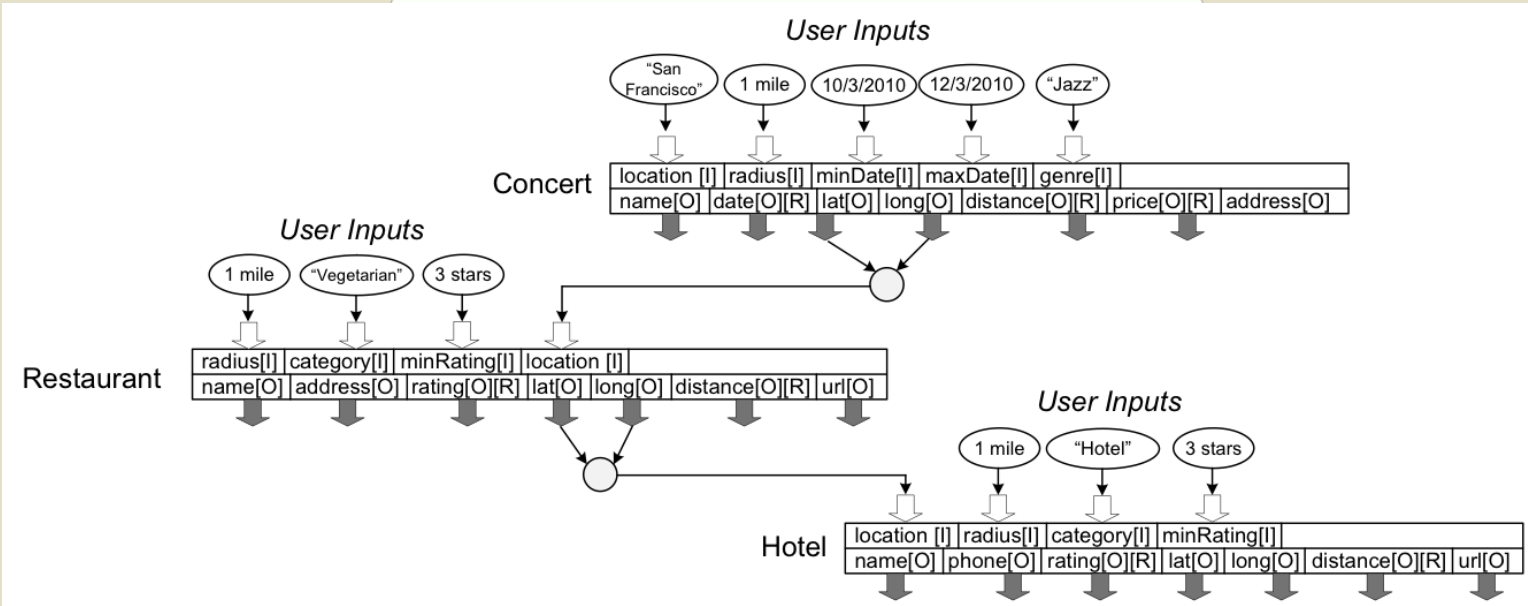 User Inputs
“San Francisco”
1 mile
10/3/2010
12/3/2010
“Jazz”
Concert
location [I] radius[I] minDate[I] maxDate[I] genre[I]
name[O] date[O][R] lat[O] long[O] distance[O][R] price[O][R] address[O]
User Inputs
1 mile
“Vegetarian”
3 stars
Restaurant
radius[I] category[I] minRating[I] location [I]
name[O] address[O] rating[O][R] lat[O] long[O] distance[O][R] url[O]
User Inputs
1 mile
“Hotel”
3 stars
Hotel
location [I] radius[I] category[I] minRating[I]
name[O] phone[O] rating[O][R] lat[O] long[O] distance[O][R] url[O]